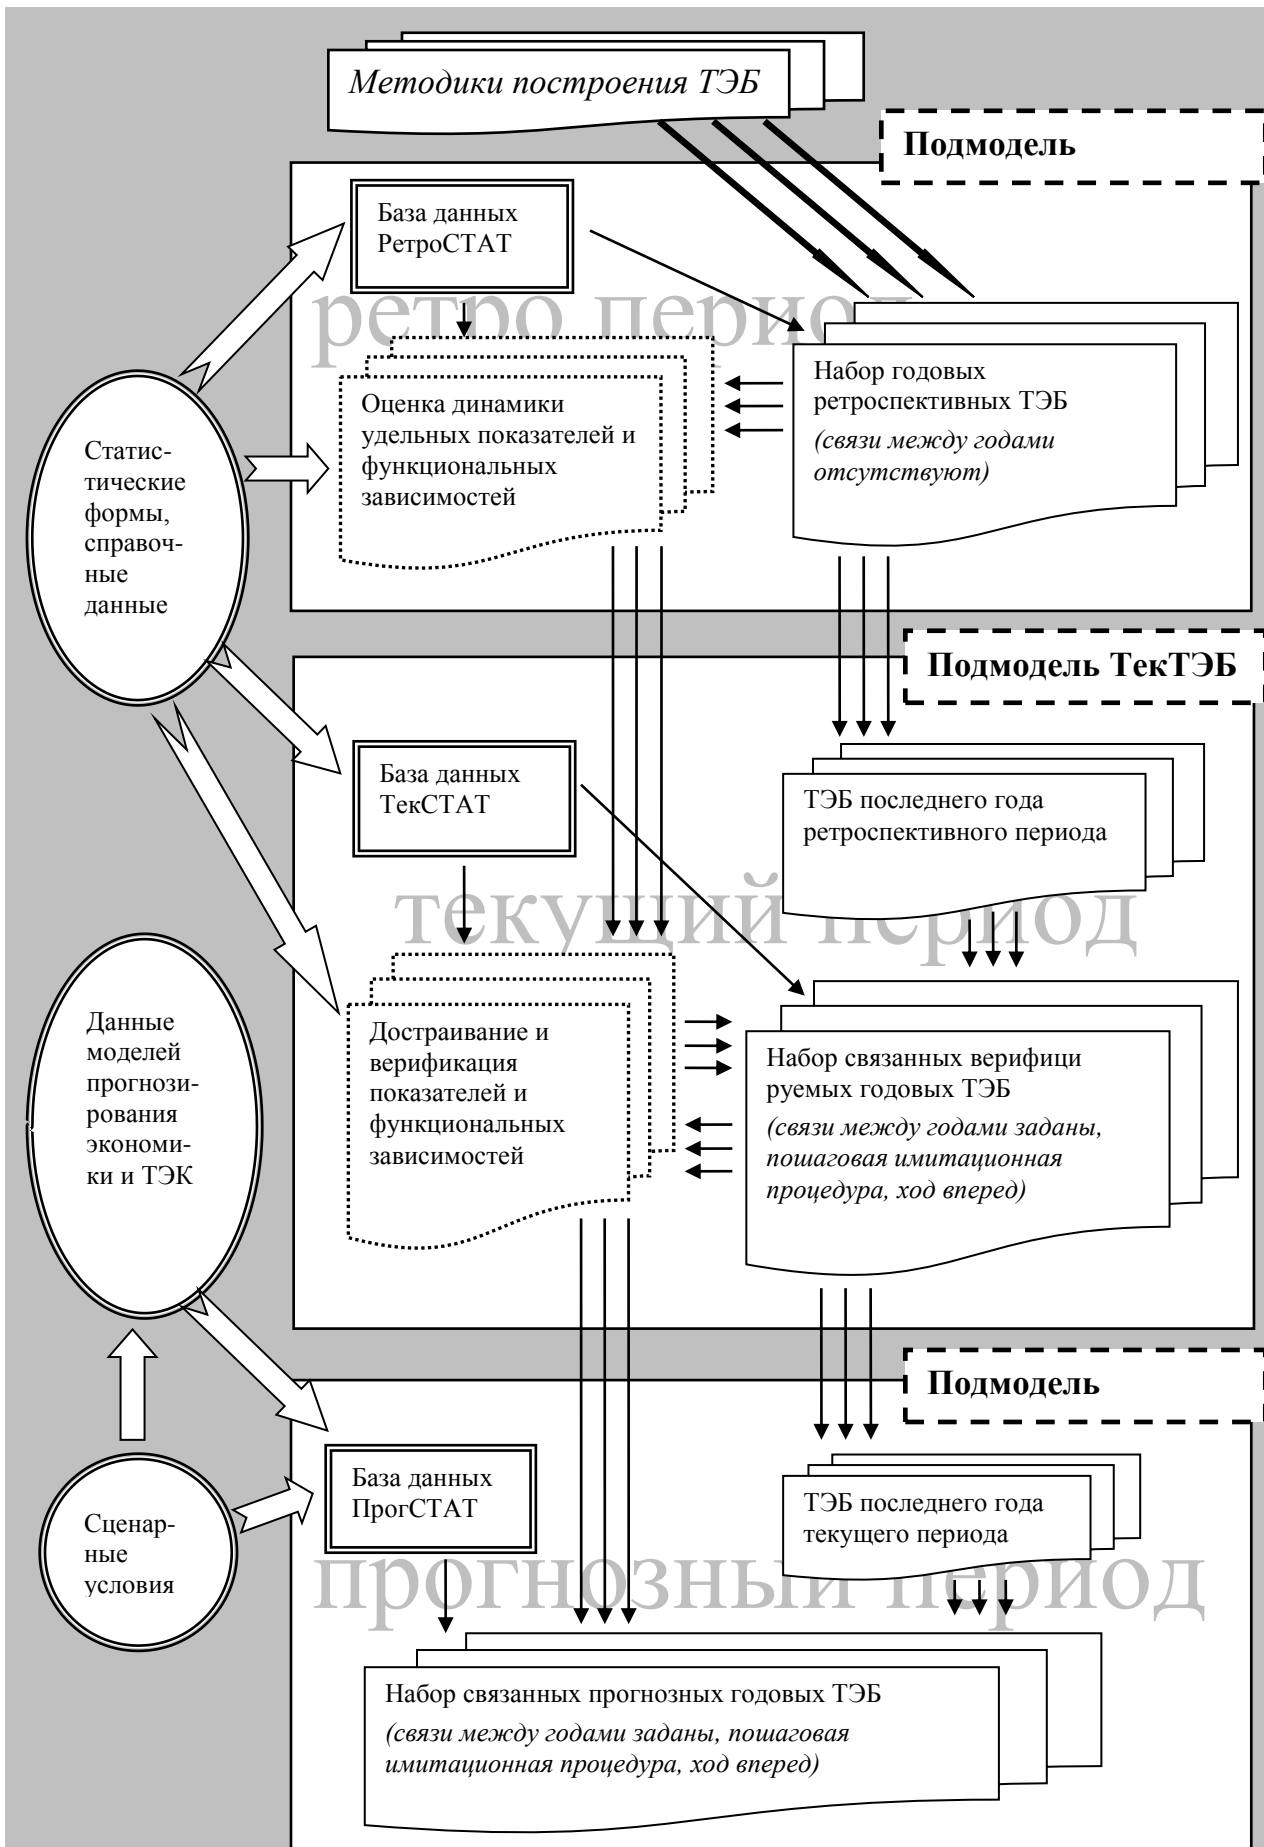 Методики построения ТЭБ
Подмодель
База данных
РетроСТАТ
ретро период
Оценка динамики
удельных показателей и
функциональных
зависимостей
Набор годовых
ретроспективных ТЭБ
(связи между годами
отсутствуют)
Статис-
тические
формы,
справоч-
ные
данные
Подмодель ТекТЭБ
База данных
ТекСТАТ
ТЭБ последнего года
ретроспективного периода
текущий период
Достраивание и
верификация
показателей и
функциональных
зависимостей
Набор связанных верифици
руемых годовых ТЭБ
(связи между годами заданы,
пошаговая имитационная
процедура, ход вперед)
Данные
моделей
прогнози-
рования
экономи-
ки и ТЭК
Подмодель
База данных
ПрогСТАТ
ТЭБ последнего года
текущего периода
Сценар-
ные
условия
прогнозный период
Набор связанных прогнозных годовых ТЭБ
(связи между годами заданы, пошаговая
имитационная процедура, ход вперед)